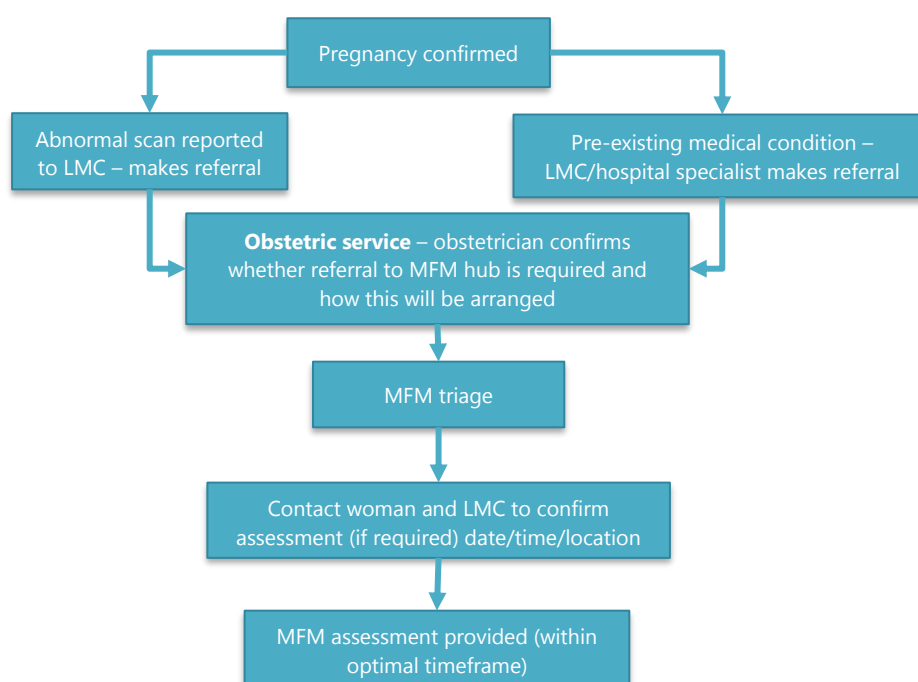 Pregnancy confirmed
Abnormal scan reported
to LMC – makes referral
Pre-existing medical condition –
LMC/hospital specialist makes referral
Obstetric service – obstetrician confirms
whether referral to MFM hub is required and
how this will be arranged
MFM triage
Contact woman and LMC to confirm
assessment (if required) date/time/location
MFM assessment provided (within
optimal timeframe)